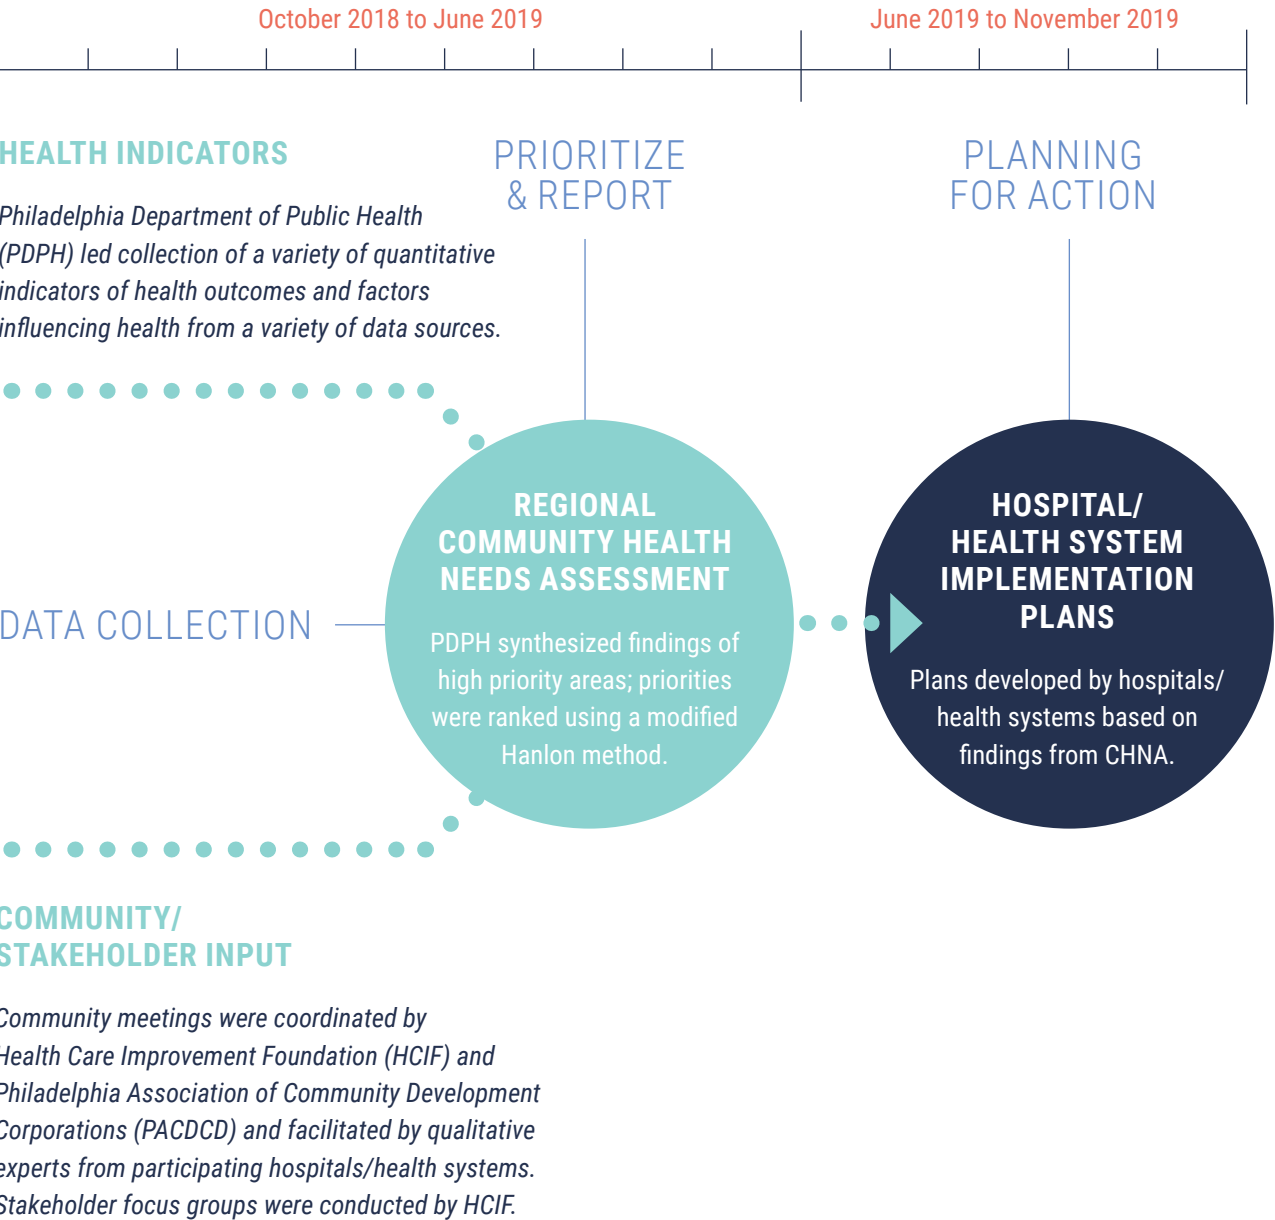 October 2018 to June 2019
June 2019 to November 2019
HEALTH INDICATORS
Philadelphia Department of Public Health
(PDPH) led collection of a variety of quantitative
indicators of health outcomes and factors
influencing health from a variety of data sources.
PRIORITIZE
& REPORT
PLANNING
FOR ACTION
DATA COLLECTION
REGIONAL
COMMUNITY HEALTH
NEEDS ASSESSMENT
PDPH synthesized findings of
high priority areas; priorities
were ranked using a modified
Hanlon method.
HOSPITAL/
HEALTH SYSTEM
IMPLEMENTATION
PLANS
Plans developed by hospitals/
health systems based on
findings from CHNA.
COMMUNITY/
STAKEHOLDER INPUT
Community meetings were coordinated by
Health Care Improvement Foundation (HCIF) and
Philadelphia Association of Community Development
Corporations (PACDCD) and facilitated by qualitative
experts from participating hospitals/health systems.
Stakeholder focus groups were conducted by HCIF.